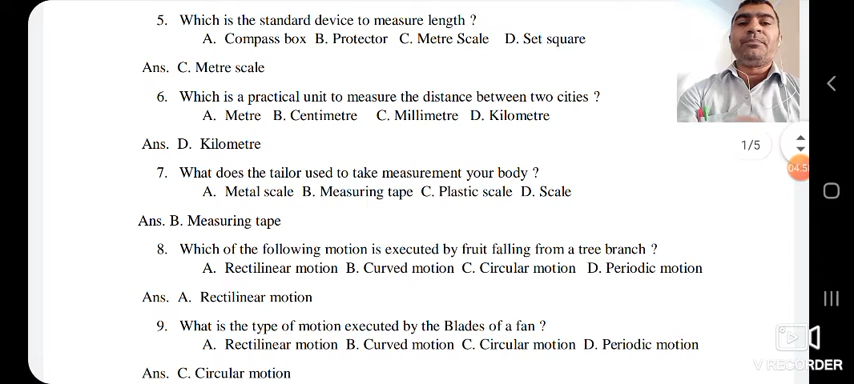 5. Which is the standard device to measure length ?
A. Compass box B. Protector C. Metre Scale D. Set square
Ans. C. Metre scale
6. Which is a practical unit to measure the distance between two cities ?
A. Metre B. Centimetre C. Millimetre D. Kilometre
Ans. D. Kilometre
1/5
04:5
7. What does the tailor used to take measurement your body ?
A. Metal scale B. Measuring tape C. Plastic scale D. Scale
Ans. B. Measuring tape
8. Which of the following motion is executed by fruit falling from a tree branch ?
A. Rectilinear motion B. Curved motion C. Circular motion D. Periodic motion
Ans. A. Rectilinear motion
9. What is the type of motion executed by the Blades of a fan ?
A. Rectilinear motion B. Curved motion C. Circular motion D. Periodic motion
Ans. C. Circular motion
V RECORDER